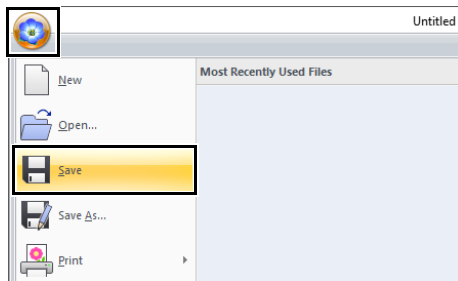 Untitled
Most Recently Used Files
New
Open...
Save
Save As...
Print